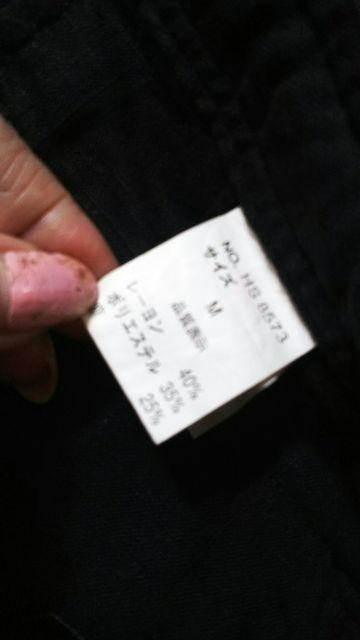 NO. HS 8573
サイズ M
品質表示
レーヨン 40%
ポリエステル 35%
25%